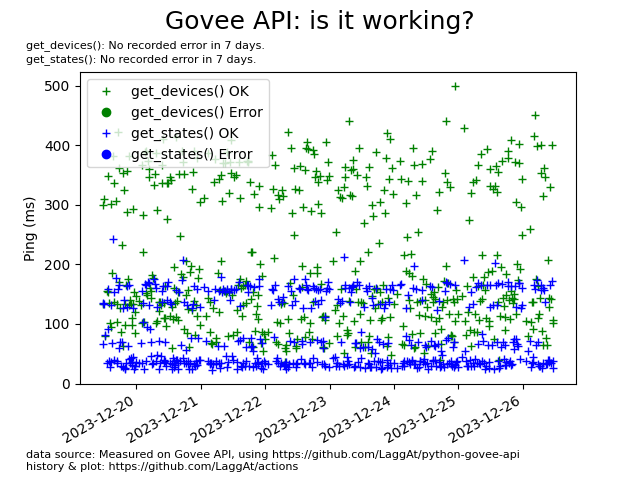 Govee API: is it working?
get_devices(): No recorded error in 7 days.
get_states(): No recorded error in 7 days.
get_devices() OK
get_devices() Error
get_states() OK
get_states() Error
500
400
300
200
100
0
Ping (ms)
2023-12-20
2023-12-21
2023-12-22
2023-12-23
2023-12-24
2023-12-25
2023-12-26
data source: Measured on Govee API, using https://github.com/LaggAt/python-govee-api
history & plot: https://github.com/LaggAt/actions